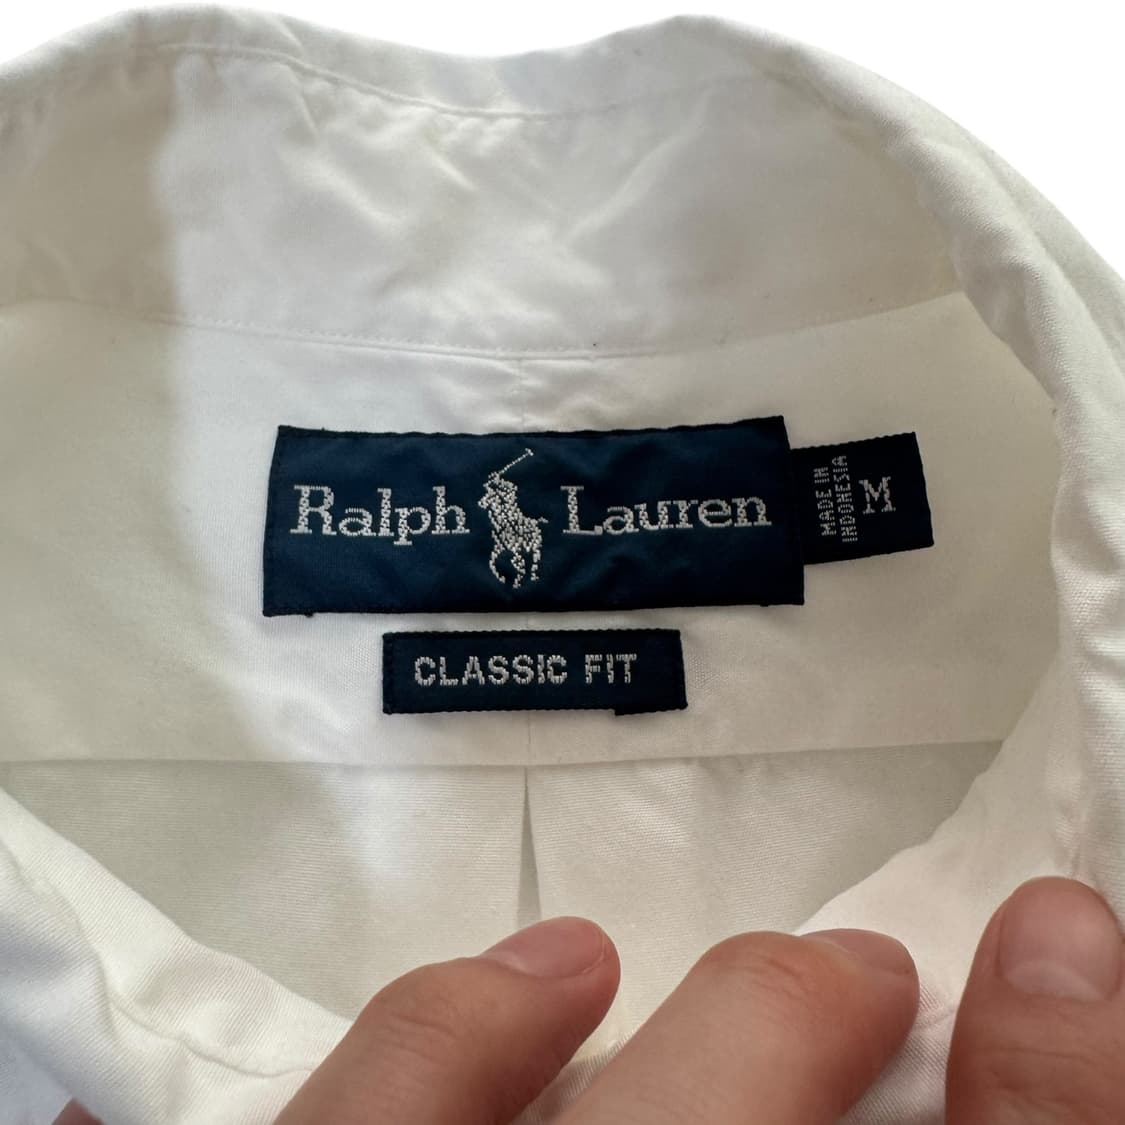 Ralph Lauren
MADE IN
INDONESIA
M
CLASSIC FIT